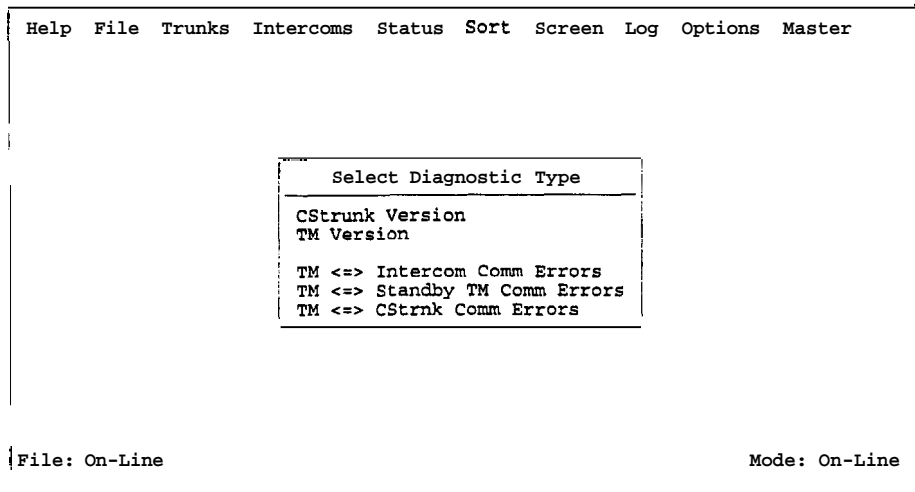 Help File Trunks Intercoms Status Sort Screen Log Options Master
Select Diagnostic Type
CStrunk Version
TM Version
TM <=> Intercom Comm Errors
TM <=> Standby TM Comm Errors
TM <=> CStrnk Comm Errors
File: On-Line Mode: On-Line